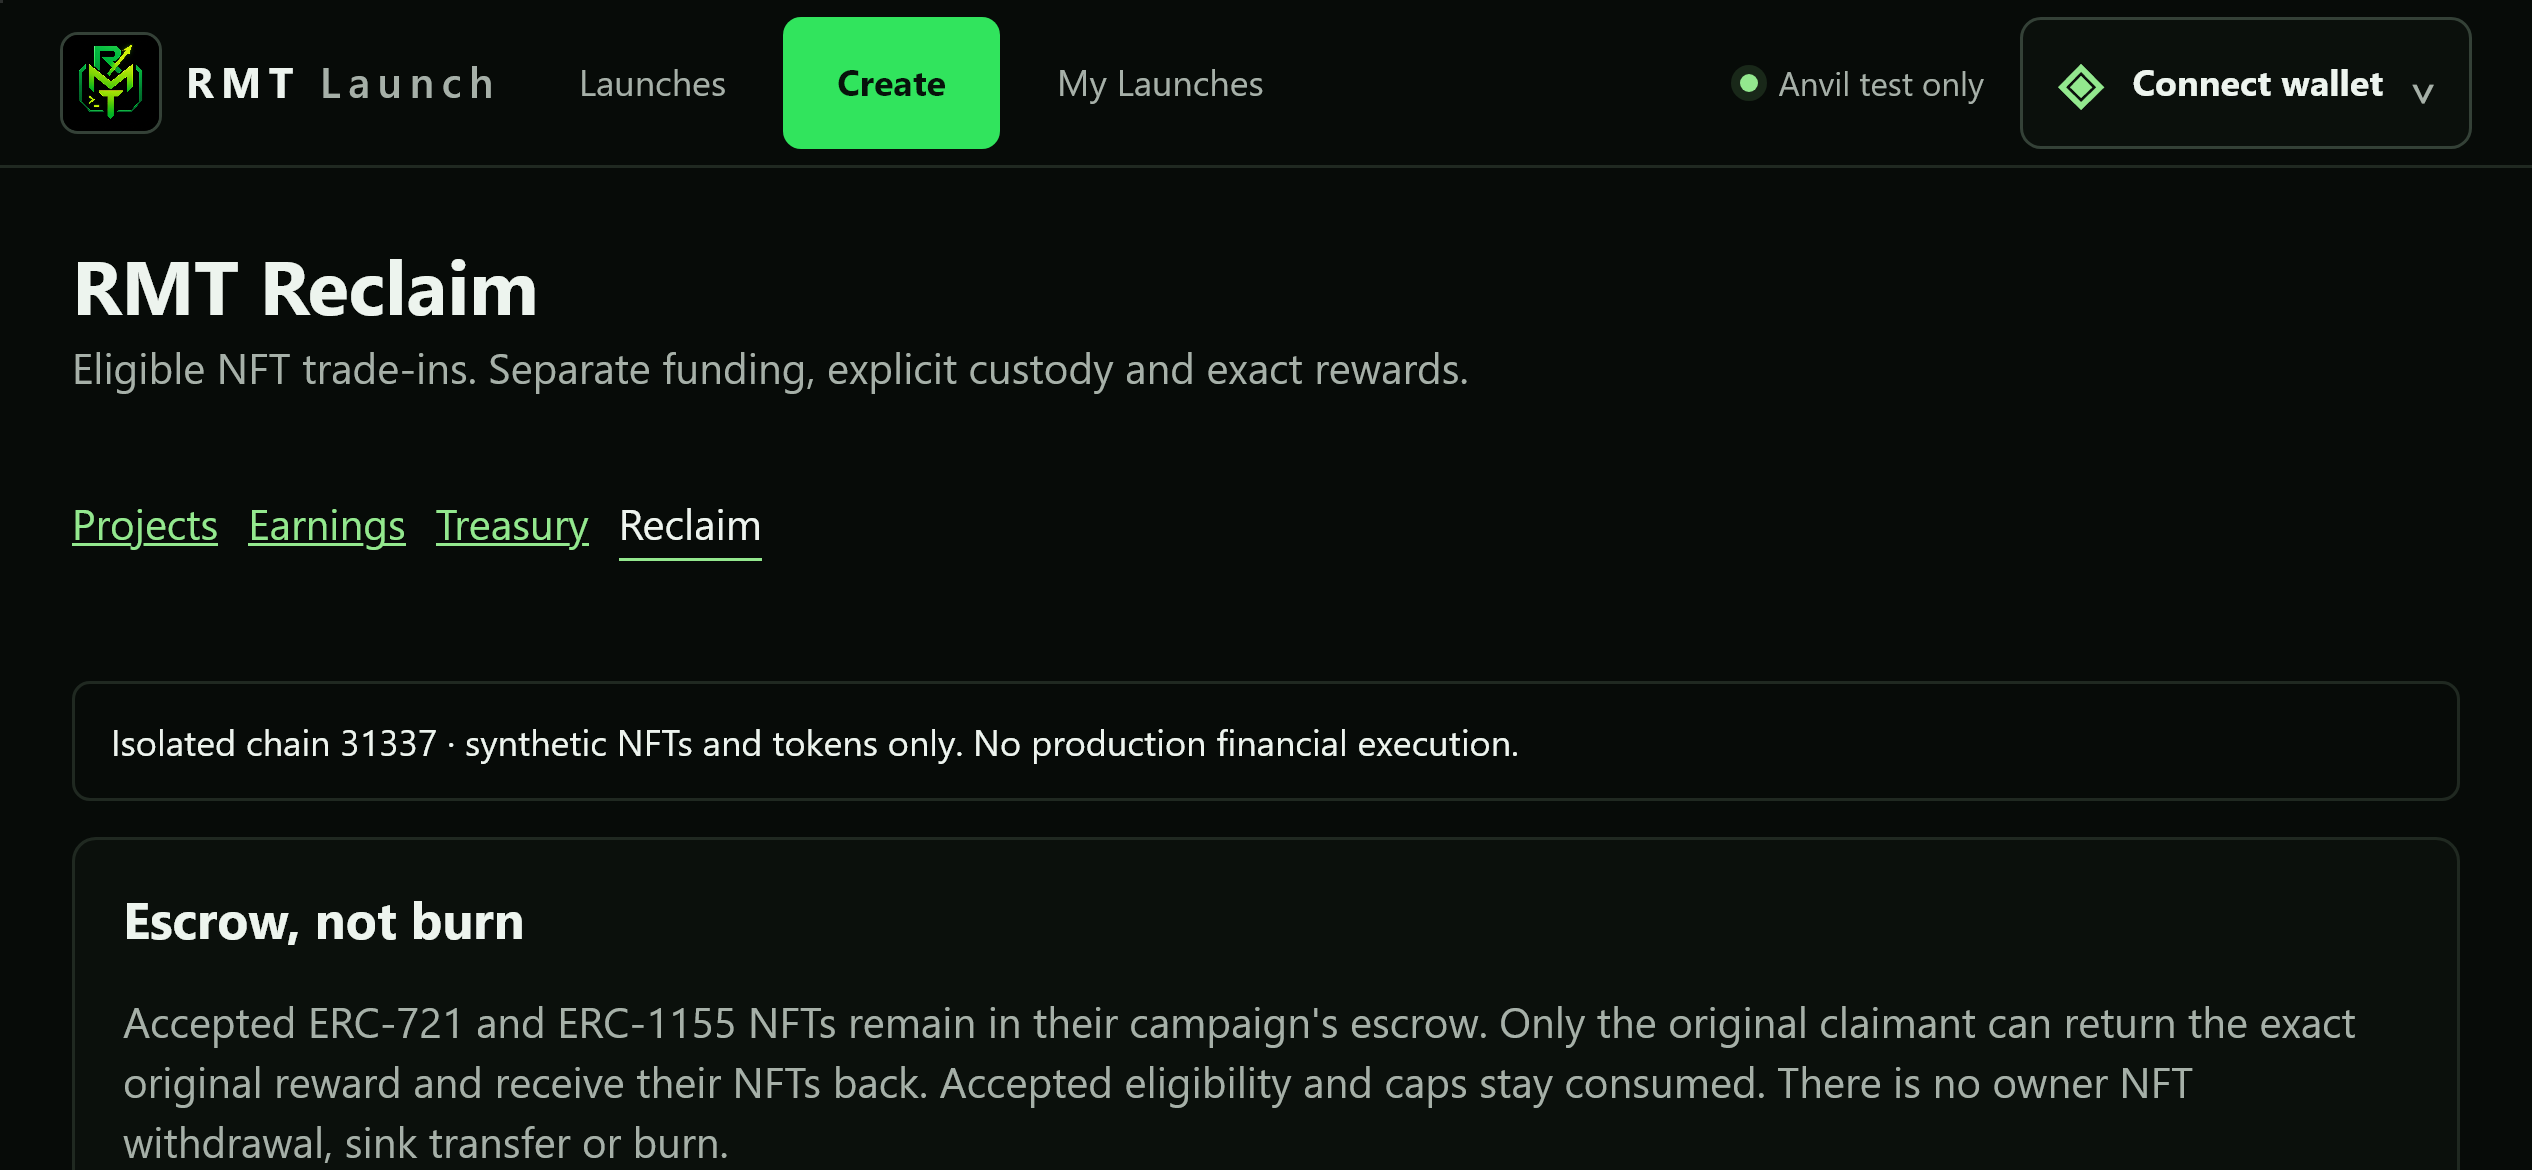 RMT Launch
Launches
Create
My Launches
Anvil test only
Connect wallet
RMT Reclaim
Eligible NFT trade-ins. Separate funding, explicit custody and exact rewards.
Projects Earnings Treasury Reclaim
Isolated chain 31337 · synthetic NFTs and tokens only. No production financial execution.
Escrow, not burn
Accepted ERC-721 and ERC-1155 NFTs remain in their campaign's escrow. Only the original claimant can return the exact
original reward and receive their NFTs back. Accepted eligibility and caps stay consumed. There is no owner NFT
withdrawal, sink transfer or burn.